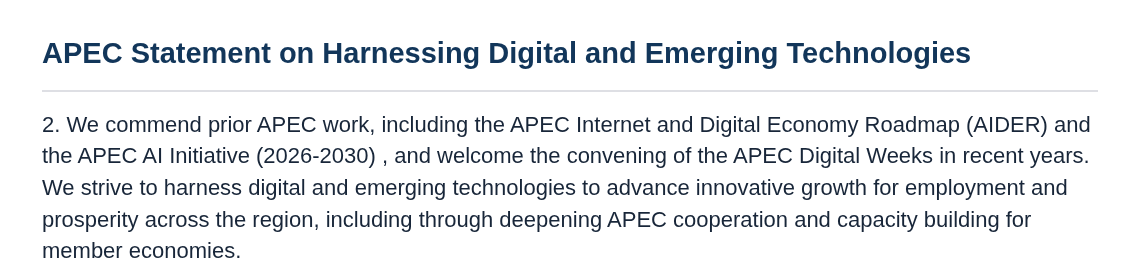 APEC Statement on Harnessing Digital and Emerging Technologies
2. We commend prior APEC work, including the APEC Internet and Digital Economy Roadmap (AIDER) and
the APEC AI Initiative (2026-2030) , and welcome the convening of the APEC Digital Weeks in recent years.
We strive to harness digital and emerging technologies to advance innovative growth for employment and
prosperity across the region, including through deepening APEC cooperation and capacity building for
member economies.